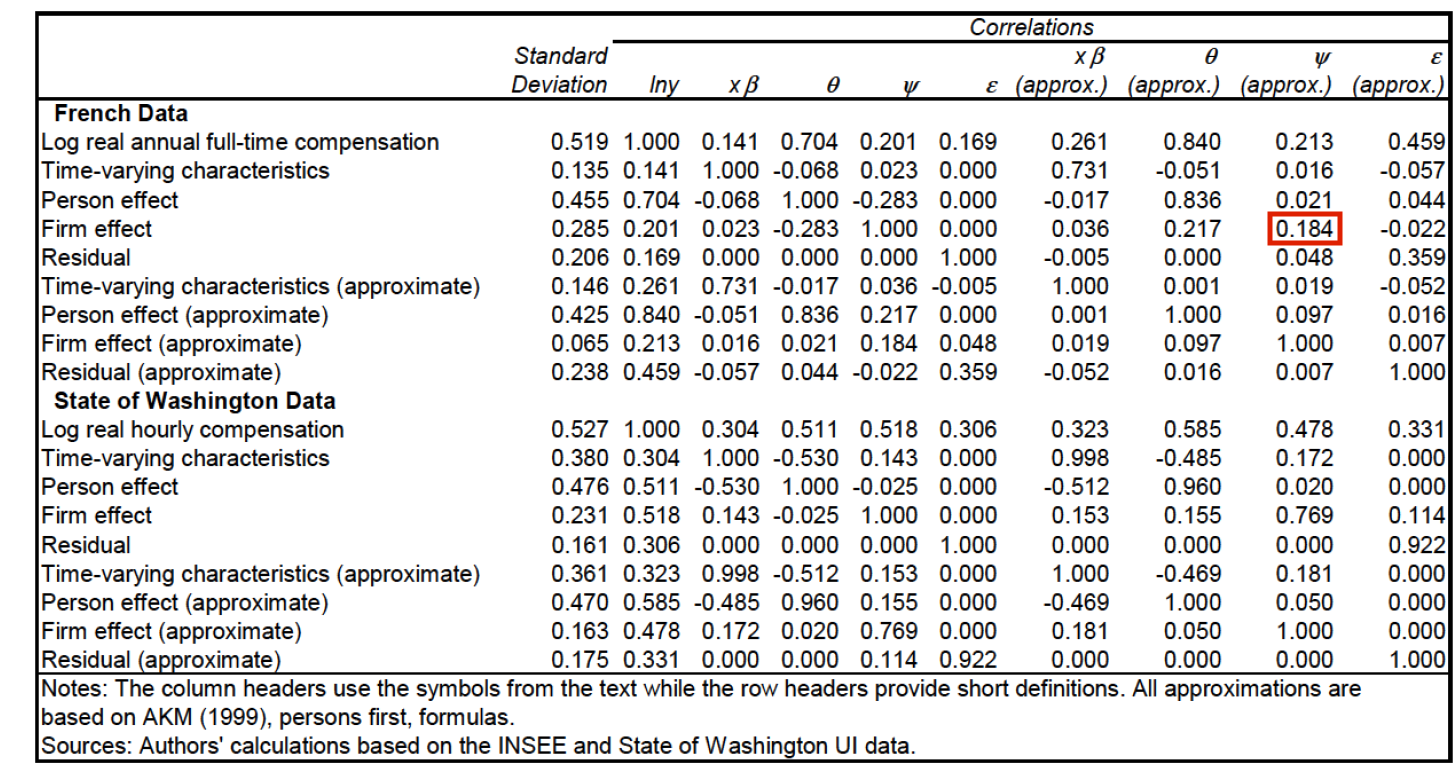 Correlations
Standard x β θ ψ ε
Deviation lny x β θ ψ ε (approx.) (approx.) (approx.) (approx.)
French Data
Log real annual full-time compensation 0.519 1.000 0.141 0.704 0.201 0.169 0.261 0.840 0.213 0.459
Time-varying characteristics 0.135 0.141 1.000 -0.068 0.023 0.000 0.731 -0.051 0.016 -0.057
Person effect 0.455 0.704 -0.068 1.000 -0.283 0.000 -0.017 0.836 0.021 0.044
Firm effect 0.285 0.201 0.023 -0.283 1.000 0.000 0.036 0.217 0.184 -0.022
Residual 0.206 0.169 0.000 0.000 0.000 1.000 -0.005 0.000 0.048 0.359
Time-varying characteristics (approximate) 0.146 0.261 0.731 -0.017 0.036 -0.005 1.000 0.001 0.019 -0.052
Person effect (approximate) 0.425 0.840 -0.051 0.836 0.217 0.000 0.001 1.000 0.097 0.016
Firm effect (approximate) 0.065 0.213 0.016 0.021 0.184 0.048 0.019 0.097 1.000 0.007
Residual (approximate) 0.238 0.459 -0.057 0.044 -0.022 0.359 -0.052 0.016 0.007 1.000
State of Washington Data
Log real hourly compensation 0.527 1.000 0.304 0.511 0.518 0.306 0.323 0.585 0.478 0.331
Time-varying characteristics 0.380 0.304 1.000 -0.530 0.143 0.000 0.998 -0.485 0.172 0.000
Person effect 0.476 0.511 -0.530 1.000 -0.025 0.000 -0.512 0.960 0.020 0.000
Firm effect 0.231 0.518 0.143 -0.025 1.000 0.000 0.153 0.155 0.769 0.114
Residual 0.161 0.306 0.000 0.000 0.000 1.000 0.000 0.000 0.000 0.922
Time-varying characteristics (approximate) 0.361 0.323 0.998 -0.512 0.153 0.000 1.000 -0.469 0.181 0.000
Person effect (approximate) 0.470 0.585 -0.485 0.960 0.155 0.000 -0.469 1.000 0.050 0.000
Firm effect (approximate) 0.163 0.478 0.172 0.020 0.769 0.000 0.181 0.050 1.000 0.000
Residual (approximate) 0.175 0.331 0.000 0.000 0.114 0.922 0.000 0.000 0.000 1.000
Notes: The column headers use the symbols from the text while the row headers provide short definitions. All approximations are
based on AKM (1999), persons first, formulas.
Sources: Authors' calculations based on the INSEE and State of Washington UI data.